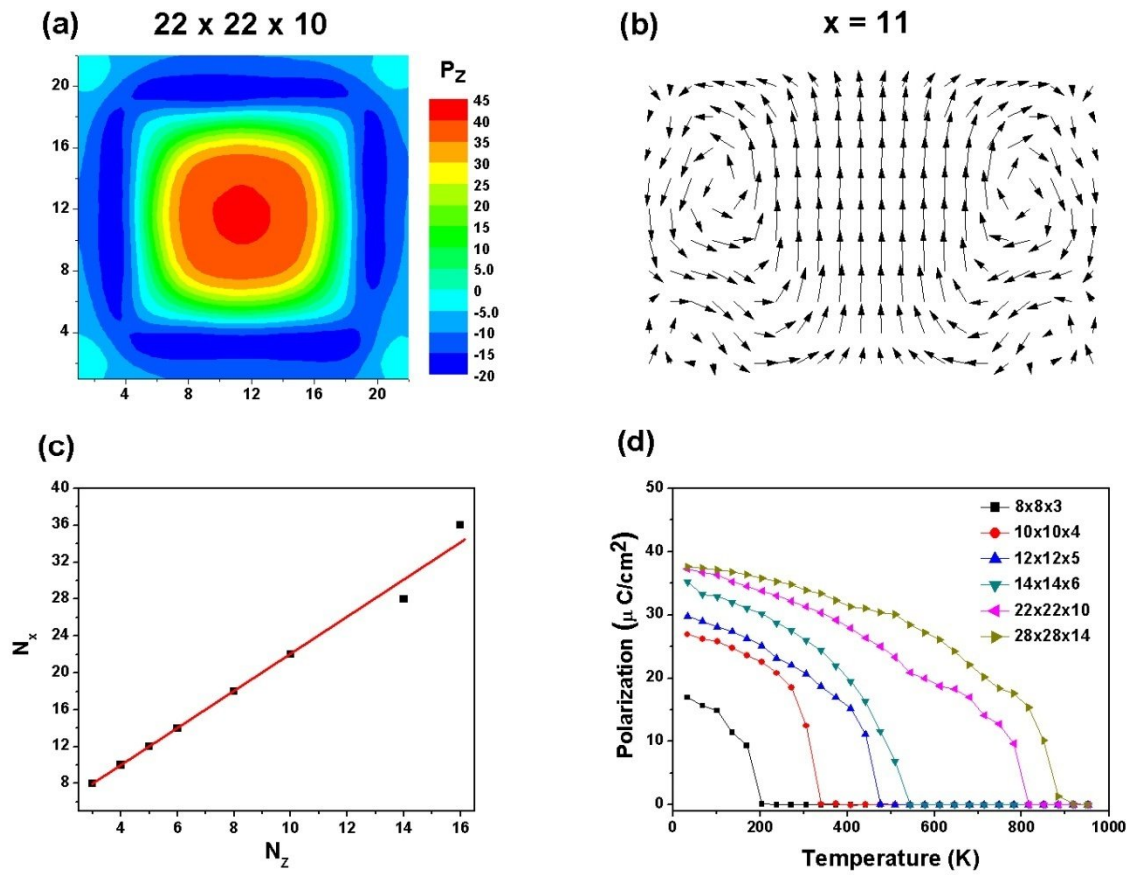 (a) 22 x 22 x 10
P_Z
20
16
12
8
4
4 8 12 16 20
45
40
35
30
25
20
15
10
5.0
0
-5.0
-10
-15
-20
(b) x = 11
(c)
N_x
40
36
32
28
24
20
16
12
8
4 6 8 10 12 14 16
N_Z
(d)
Polarization (μ C/cm²)
50
40
30
20
10
0
8x8x3
10x10x4
12x12x5
14x14x6
22x22x10
28x28x14
0 200 400 600 800 1000
Temperature (K)